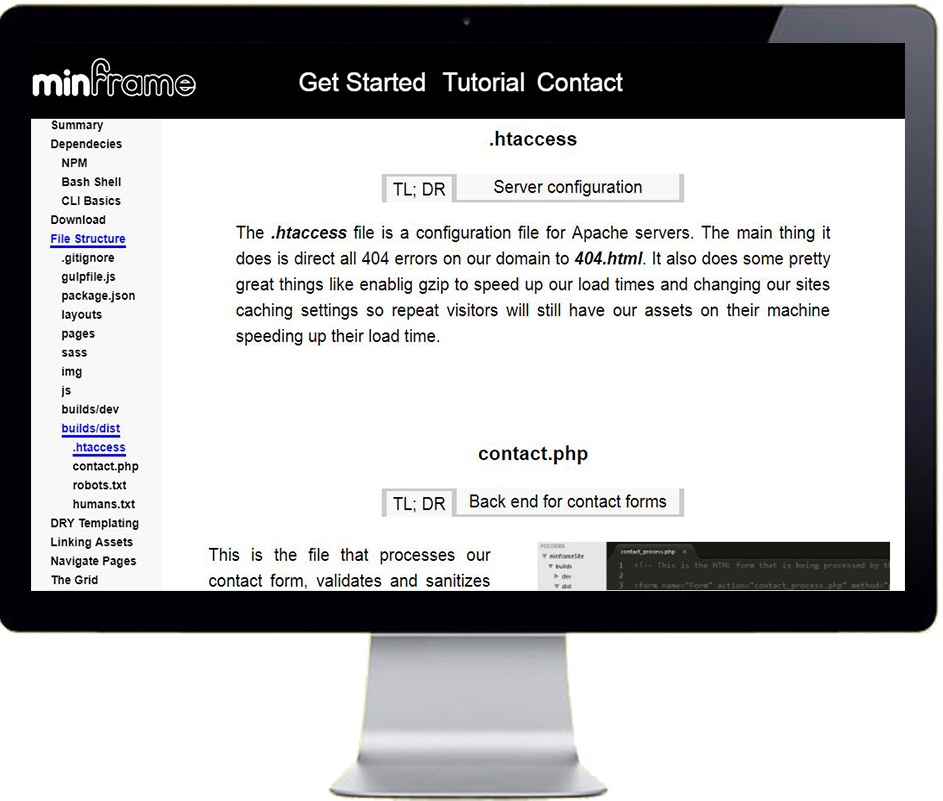 minframe
Get Started Tutorial Contact
Summary
Dependecies
NPM
Bash Shell
CLI Basics
Download
File Structure
.gitignore
gulpfile.js
package.json
layouts
pages
sass
img
js
builds/dev
builds/dist
.htaccess
contact.php
robots.txt
humans.txt
DRY Templating
Linking Assets
Navigate Pages
The Grid
.htaccess
TL; DR Server configuration
The .htaccess file is a configuration file for Apache servers. The main thing it
does is direct all 404 errors on our domain to 404.html. It also does some pretty
great things like enablig gzip to speed up our load times and changing our sites
caching settings so repeat visitors will still have our assets on their machine
speeding up their load time.
contact.php
TL; DR Back end for contact forms
This is the file that processes our
contact form, validates and sanitizes
FOLDERS
minframeSite
builds
dev
dist
contact_process.php ×
1 <!-- This is the HTML form that is being processed by th
2
3 <form name="Form" action="contact_process.php" method="